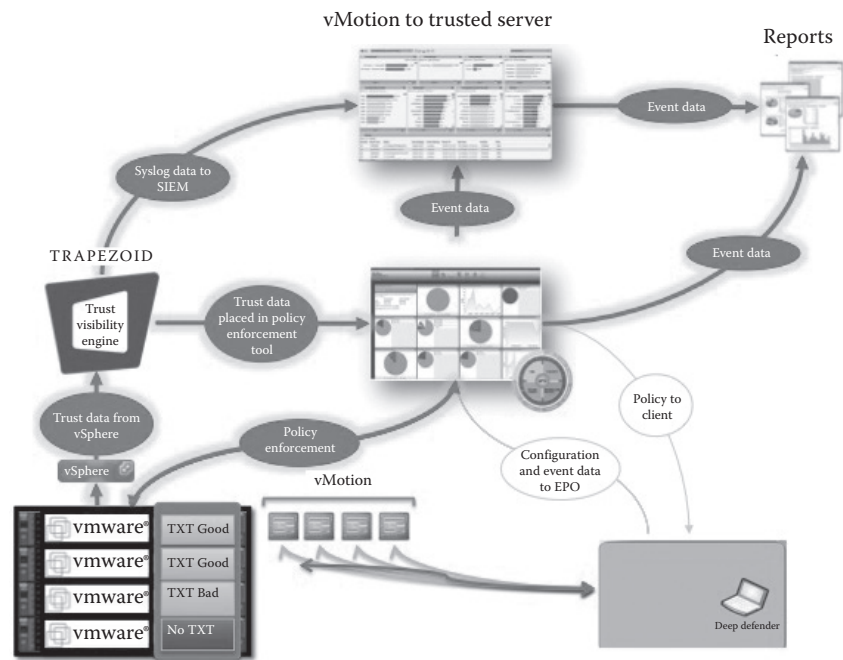 vMotion to trusted server
Reports
Event data
Syslog data to
SIEM
Event data
Event data
TRAPEZOID
Trust
visibility
engine
Trust data
placed in policy
enforcement
tool
Policy to
client
Trust data from
vSphere
Policy
enforcement
Configuration
and event data
to EPO
vSphere
vMotion
vmware®
TXT Good
vmware®
TXT Good
vmware®
TXT Bad
vmware®
No TXT
Deep defender